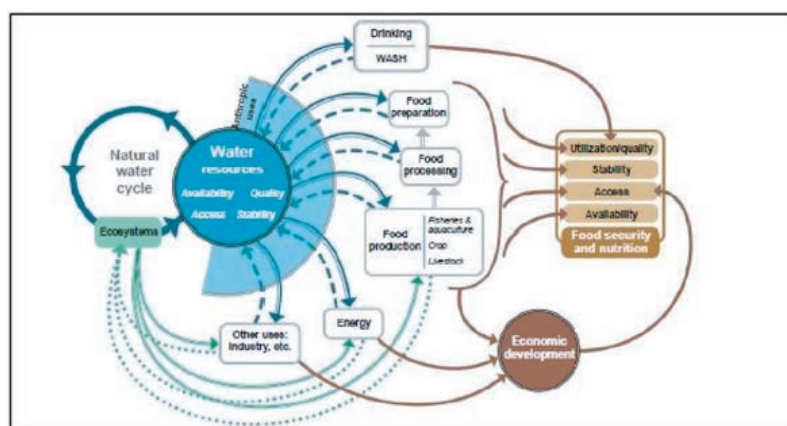 Drinking
WASH
Anthropic uses
Food
preparation
Natural
water
cycle
Water
resources
Availability Quality
Access Stability
Food
processing
Utilization/quality
Stability
Access
Availability
Food security
and nutrition
Ecosystems
Food
production
Fisheries &
aquaculture
Crop
Livestock
Other uses:
Industry, etc.
Energy
Economic
development